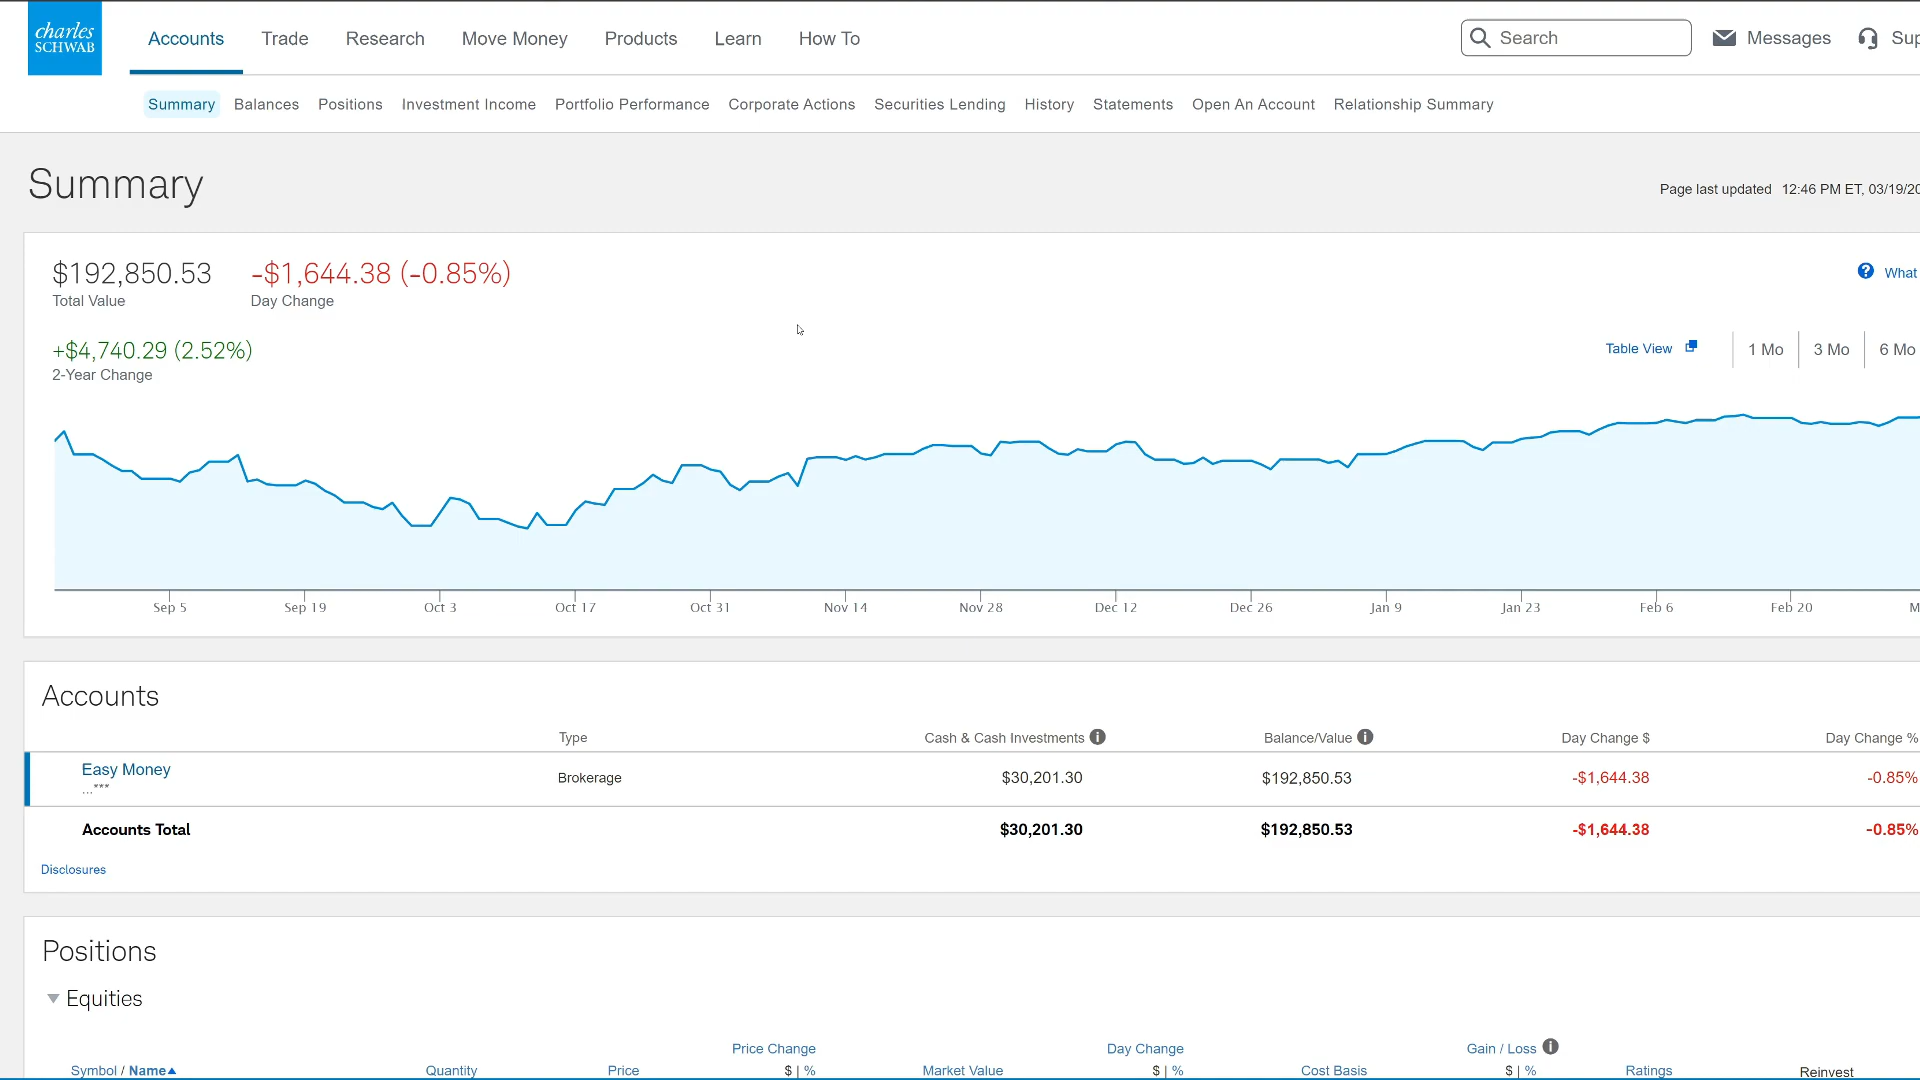 charles
SCHWAB
Accounts Trade Research Move Money Products Learn How To Search Messages
Summary Balances Positions Investment Income Portfolio Performance Corporate Actions Securities Lending History Statements Open An Account Relationship Summary
Summary
Page last updated 12:46 PM ET, 03/19/20
$192,850.53 -$1,644.38 (-0.85%)
Total Value Day Change
What
+$4,740.29 (2.52%)
2-Year Change
Table View 1 Mo 3 Mo 6 Mo
Sep 5 Sep 19 Oct 3 Oct 17 Oct 31 Nov 14 Nov 28 Dec 12 Dec 26 Jan 9 Jan 23 Feb 6 Feb 20
Accounts
Type Cash & Cash Investments Balance/Value Day Change $ Day Change %
Easy Money Brokerage $30,201.30 $192,850.53 -$1,644.38 -0.85%
...***
Accounts Total $30,201.30 $192,850.53 -$1,644.38 -0.85%
Disclosures
Positions
Equities
Price Change Day Change Gain / Loss
Symbol / Name Quantity Price $ | % Market Value $ | % Cost Basis $ | % Ratings Reinvest